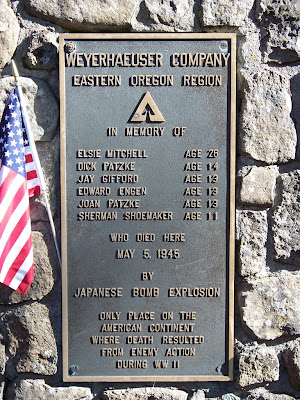 WEYERHAEUSER COMPANY
EASTERN OREGON REGION
IN MEMORY OF
ELSIE MITCHELL AGE 26
DICK PATZKE AGE 14
JAY GIFFORD AGE 13
EDWARD ENGEN AGE 13
JOAN PATZKE AGE 13
SHERMAN SHOEMAKER AGE 11
WHO DIED HERE
MAY 5, 1945
BY
JAPANESE BOMB EXPLOSION
ONLY PLACE ON THE
AMERICAN CONTINENT
WHERE DEATH RESULTED
FROM ENEMY ACTION
DURING WW II